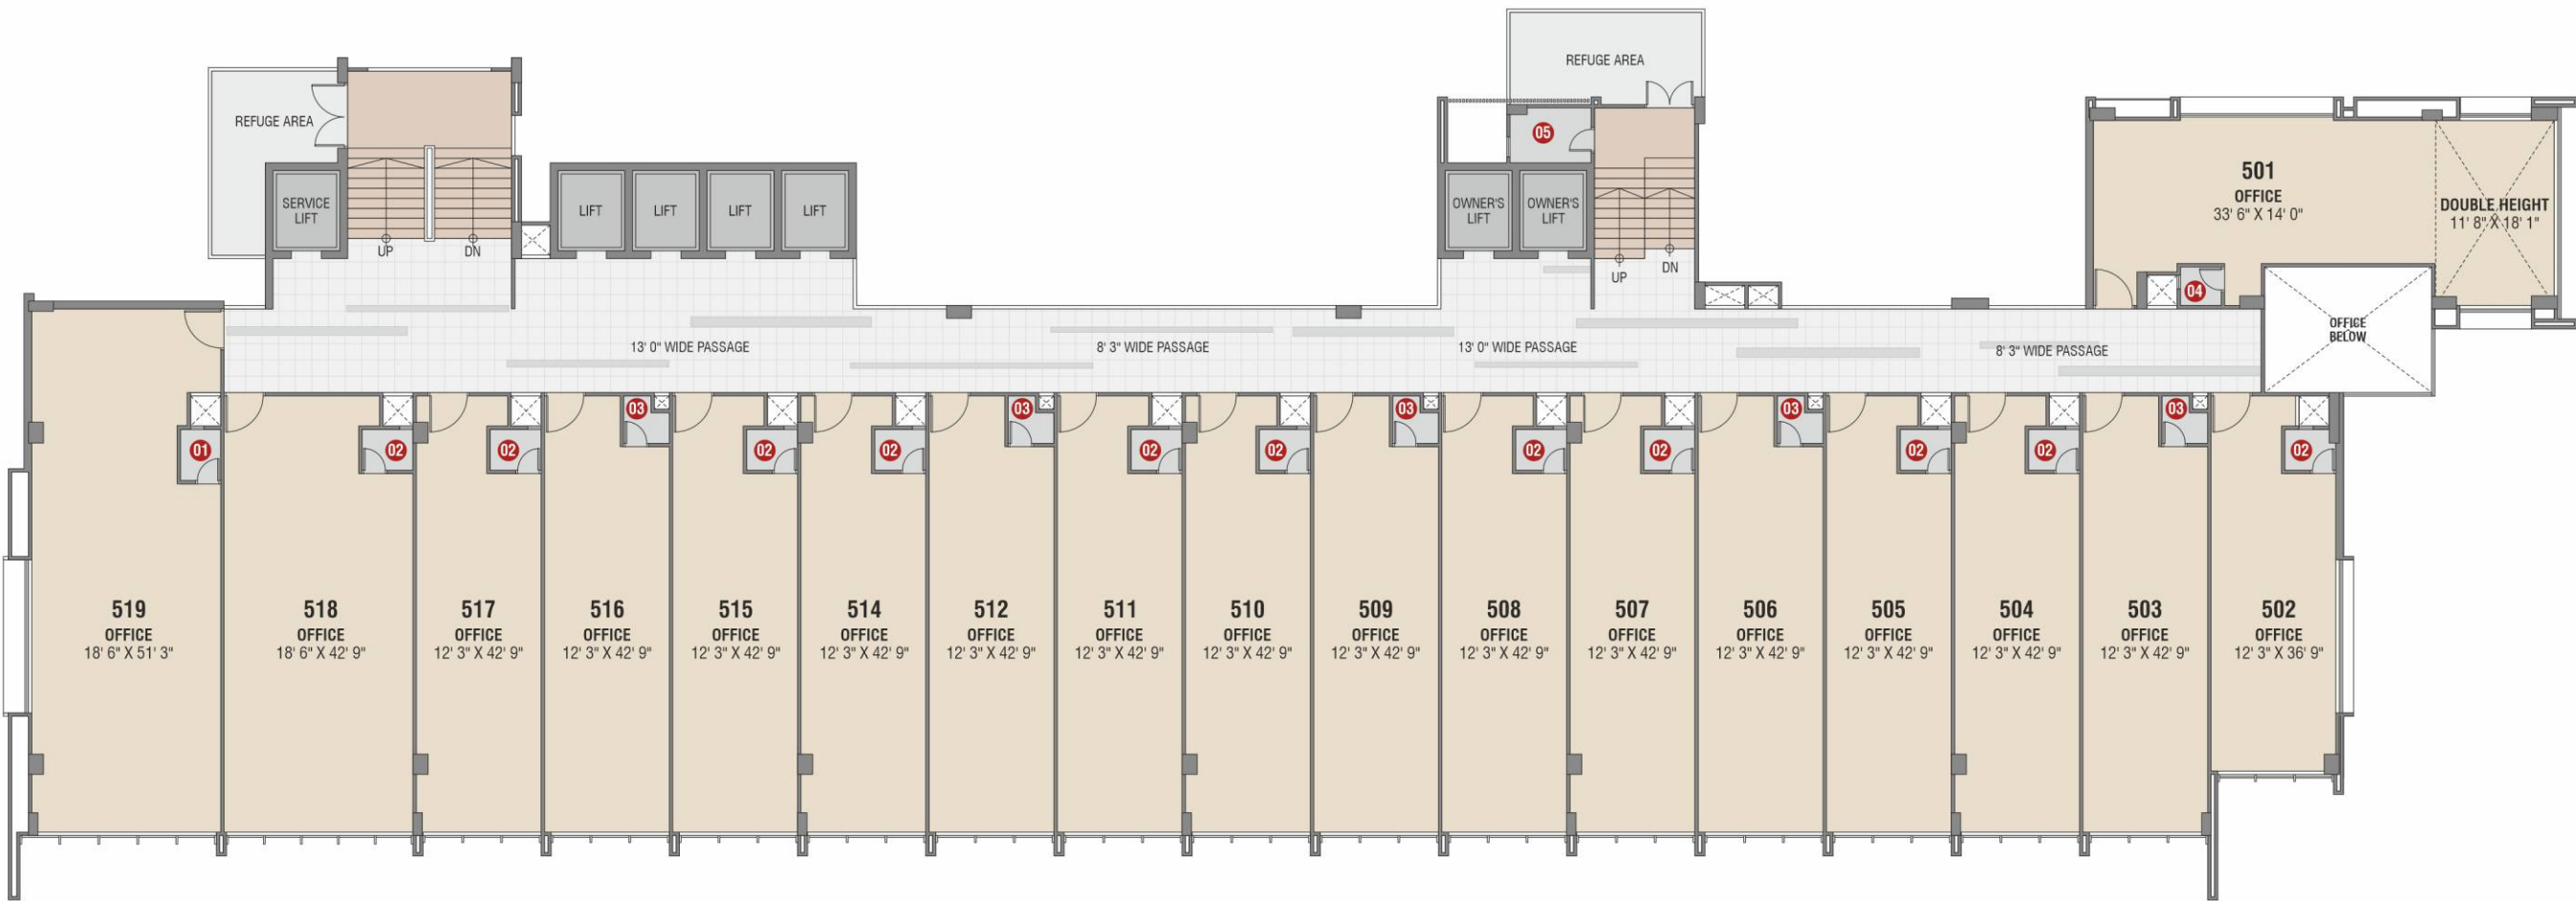 REFUGE AREA
REFUGE AREA
05
SERVICE
LIFT
LIFT
LIFT
LIFT
LIFT
OWNER'S
LIFT
OWNER'S
LIFT
501
OFFICE
33' 6" X 14' 0"
DOUBLE HEIGHT
11' 8" X 18' 1"
UP
DN
UP
DN
04
OFFICE
BELOW
13' 0" WIDE PASSAGE
8' 3" WIDE PASSAGE
13' 0" WIDE PASSAGE
8' 3" WIDE PASSAGE
01
02
02
03
02
02
03
02
02
03
02
02
03
02
02
03
02
519
OFFICE
18' 6" X 51' 3"
518
OFFICE
18' 6" X 42' 9"
517
OFFICE
12' 3" X 42' 9"
516
OFFICE
12' 3" X 42' 9"
515
OFFICE
12' 3" X 42' 9"
514
OFFICE
12' 3" X 42' 9"
512
OFFICE
12' 3" X 42' 9"
511
OFFICE
12' 3" X 42' 9"
510
OFFICE
12' 3" X 42' 9"
509
OFFICE
12' 3" X 42' 9"
508
OFFICE
12' 3" X 42' 9"
507
OFFICE
12' 3" X 42' 9"
506
OFFICE
12' 3" X 42' 9"
505
OFFICE
12' 3" X 42' 9"
504
OFFICE
12' 3" X 42' 9"
503
OFFICE
12' 3" X 42' 9"
502
OFFICE
12' 3" X 36' 9"